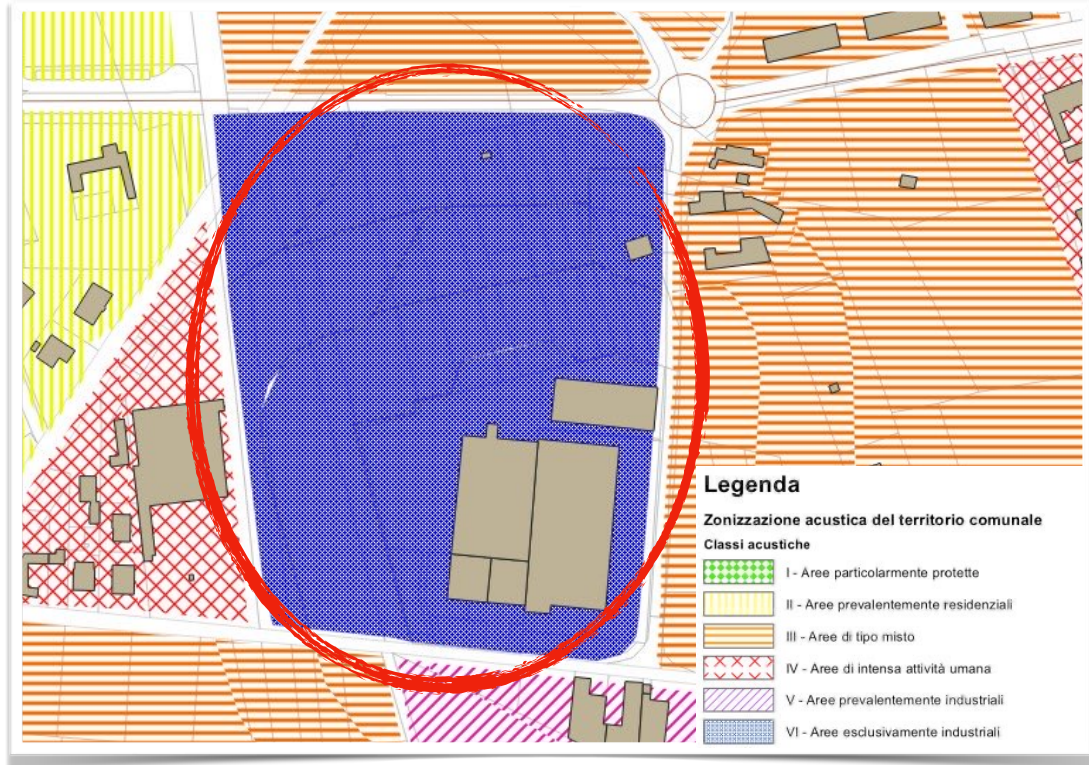 Legenda
Zonizzazione acustica del territorio comunale
Classi acustiche
I - Aree particolarmente protette
II - Aree prevalentemente residenziali
III - Aree di tipo misto
IV - Aree di intensa attività umana
V - Aree prevalentemente industriali
VI - Aree esclusivamente industriali